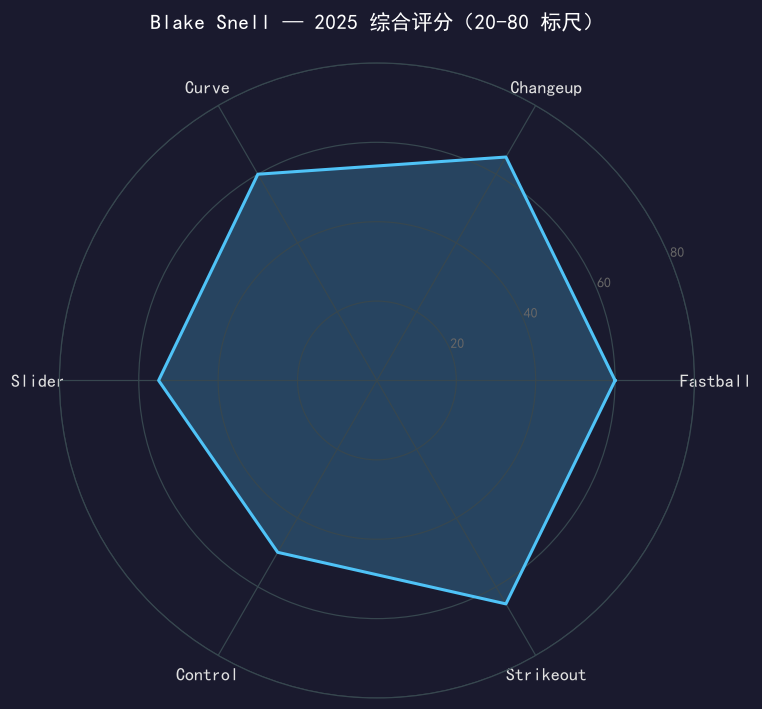 Blake Snell — 2025 综合评分（20-80 标尺）
Curve
Changeup
80
60
40
20
Slider
Fastball
Control
Strikeout